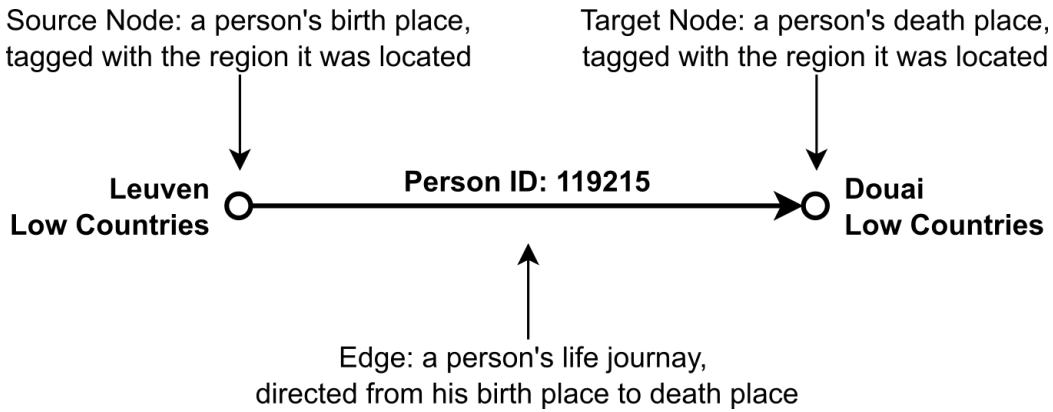 Source Node: a person's birth place,
tagged with the region it was located
Target Node: a person's death place,
tagged with the region it was located
Leuven
Low Countries
Person ID: 119215
Douai
Low Countries
Edge: a person's life journay,
directed from his birth place to death place